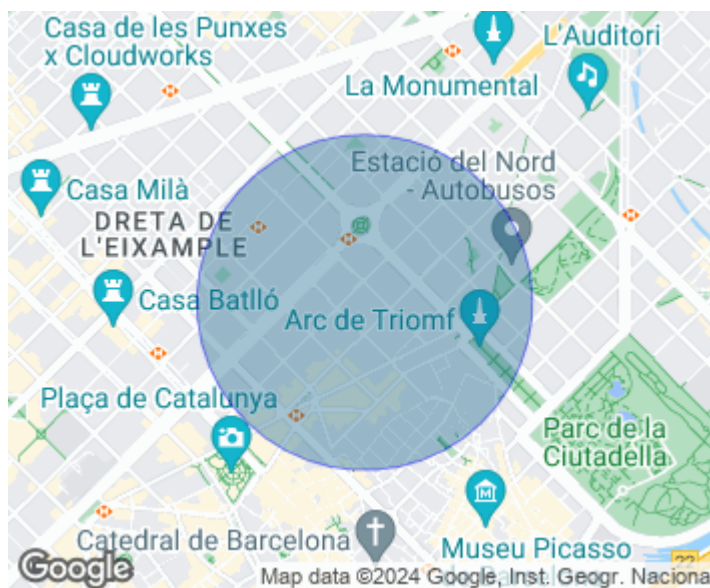 Casa de les Punxes
x Cloudworks
L'Auditori
La Monumental
Estació del Nord
- Autobusos
Casa Milà
DRETA DE
L'EIXAMPLE
Casa Batlló
Arc de Triomf
Plaça de Catalunya
Parc de la
Ciutadella
Catedral de Barcelona
Museu Picasso
Google
Map data ©2024 Google, Inst. Geogr. Naciona